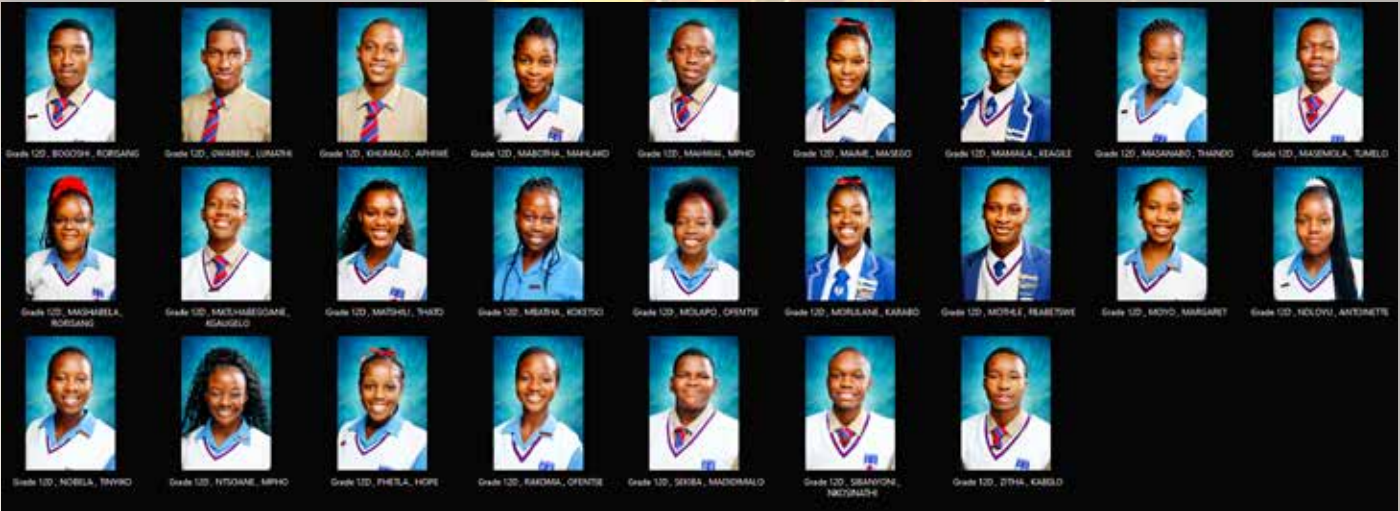 Grade 12D , BOGOSHI , RORISANG
Grade 12D , GWABENI , LUMATHI
Grade 12D , KHUMALO , APHIWE
Grade 12D , MABOTHA , MAHLAKO
Grade 12D , MAHWAI , MPHO
Grade 12D , MAIME , MASEGO
Grade 12D , MAMAILA , KEAGILE
Grade 12D , MASANABO , THANDO
Grade 12D , MASEMOLA , TUMELO
Grade 12D , MASHABELA ,
RORISANG
Grade 12D , MATLHABEGOANE ,
KGAUGELO
Grade 12D , MATSHILI , THATO
Grade 12D , MBATHA , KOKETSO
Grade 12D , MOLAPO , OFENTSE
Grade 12D , MORULANE , KARABO
Grade 12D , MOTHLE , REABETSWE
Grade 12D , MOYO , MARGARET
Grade 12D , NDLOVU , ANTOINETTE
Grade 12D , NOBELA , TINYIKO
Grade 12D , NTSOANE , MPHO
Grade 12D , PHETLA , HOPE
Grade 12D , RAKOMA , OFENTSE
Grade 12D , SEKGBA , MADIDIMALO
Grade 12D , SIBANYONI ,
NKOSINATHI
Grade 12D , ZITHA , KABELO